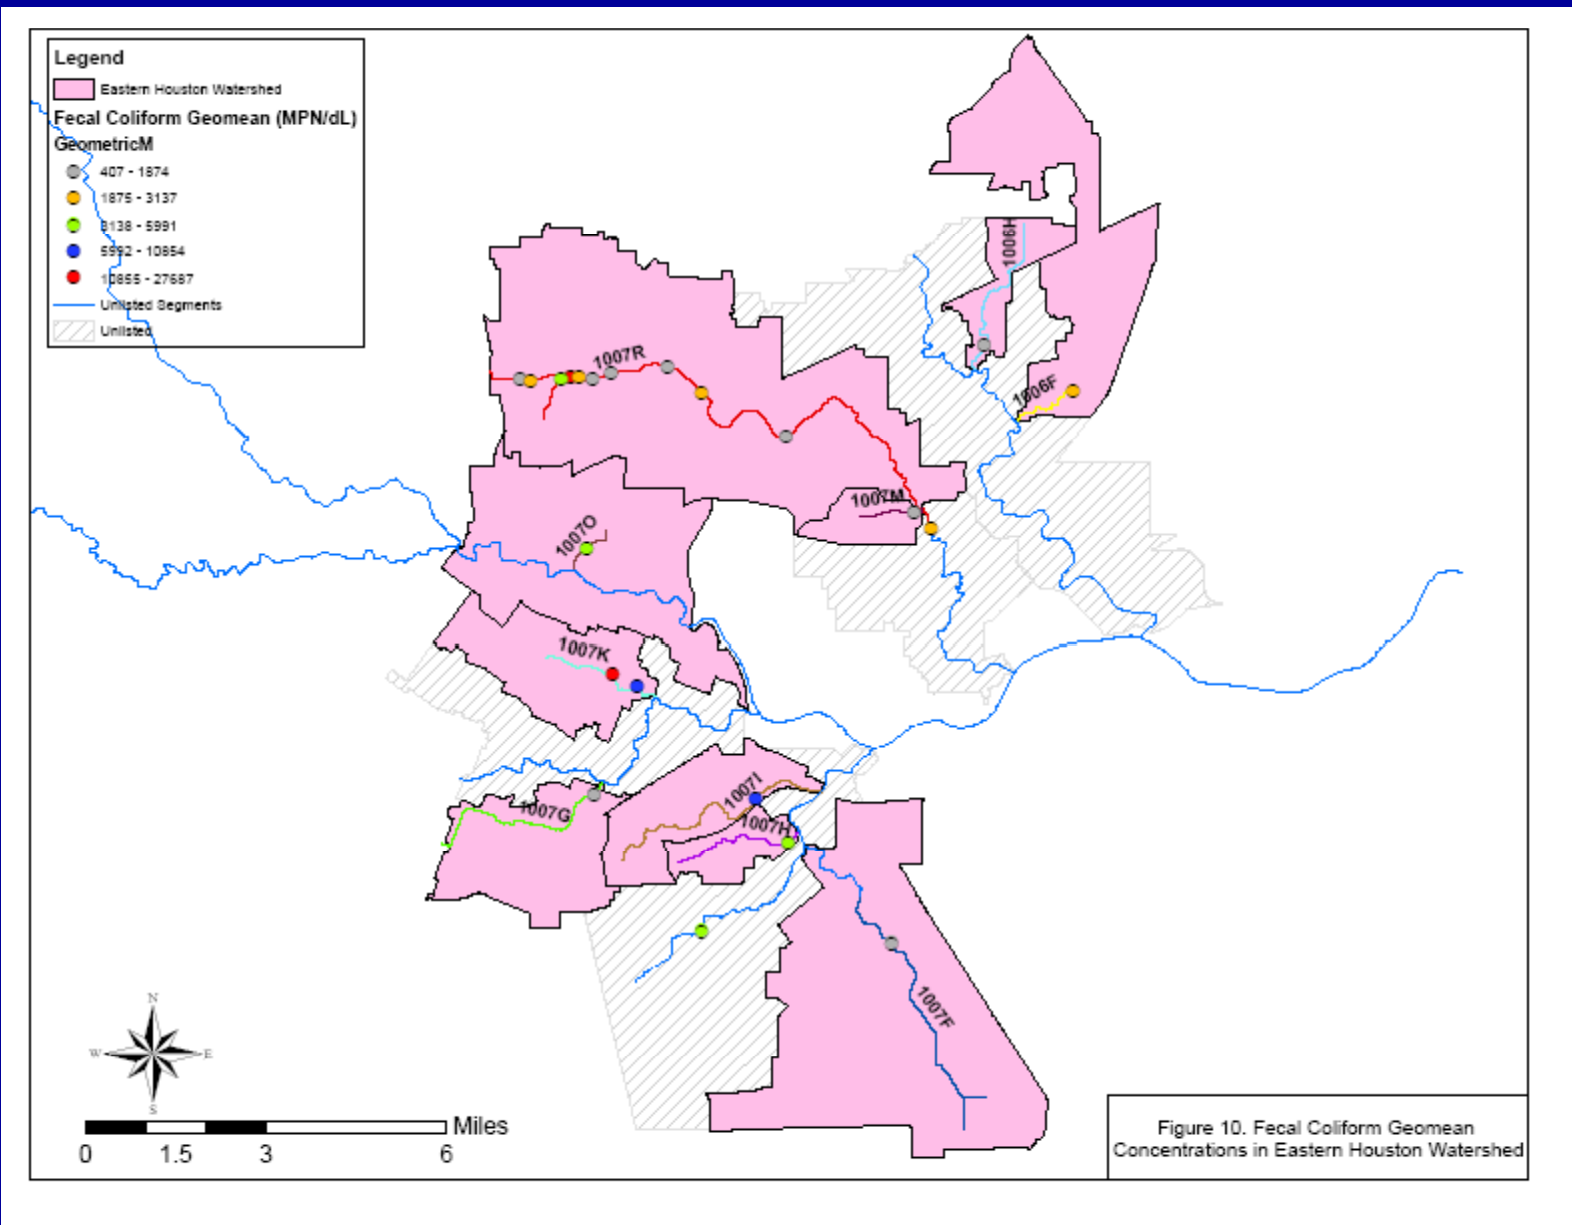 Legend
Eastern Houston Watershed
Fecal Coliform Geomean (MPN/dL)
GeometricM
407 - 1874
1875 - 3137
3138 - 5991
5992 - 10854
10855 - 27687
Unlisted Segments
Unlisted
1006H
1007R
1006F
1007M
1007O
1007K
1007I
1007G
1007H
1007F
N
W
E
S
Miles
0
1.5
3
6
Figure 10. Fecal Coliform Geomean
Concentrations in Eastern Houston Watershed